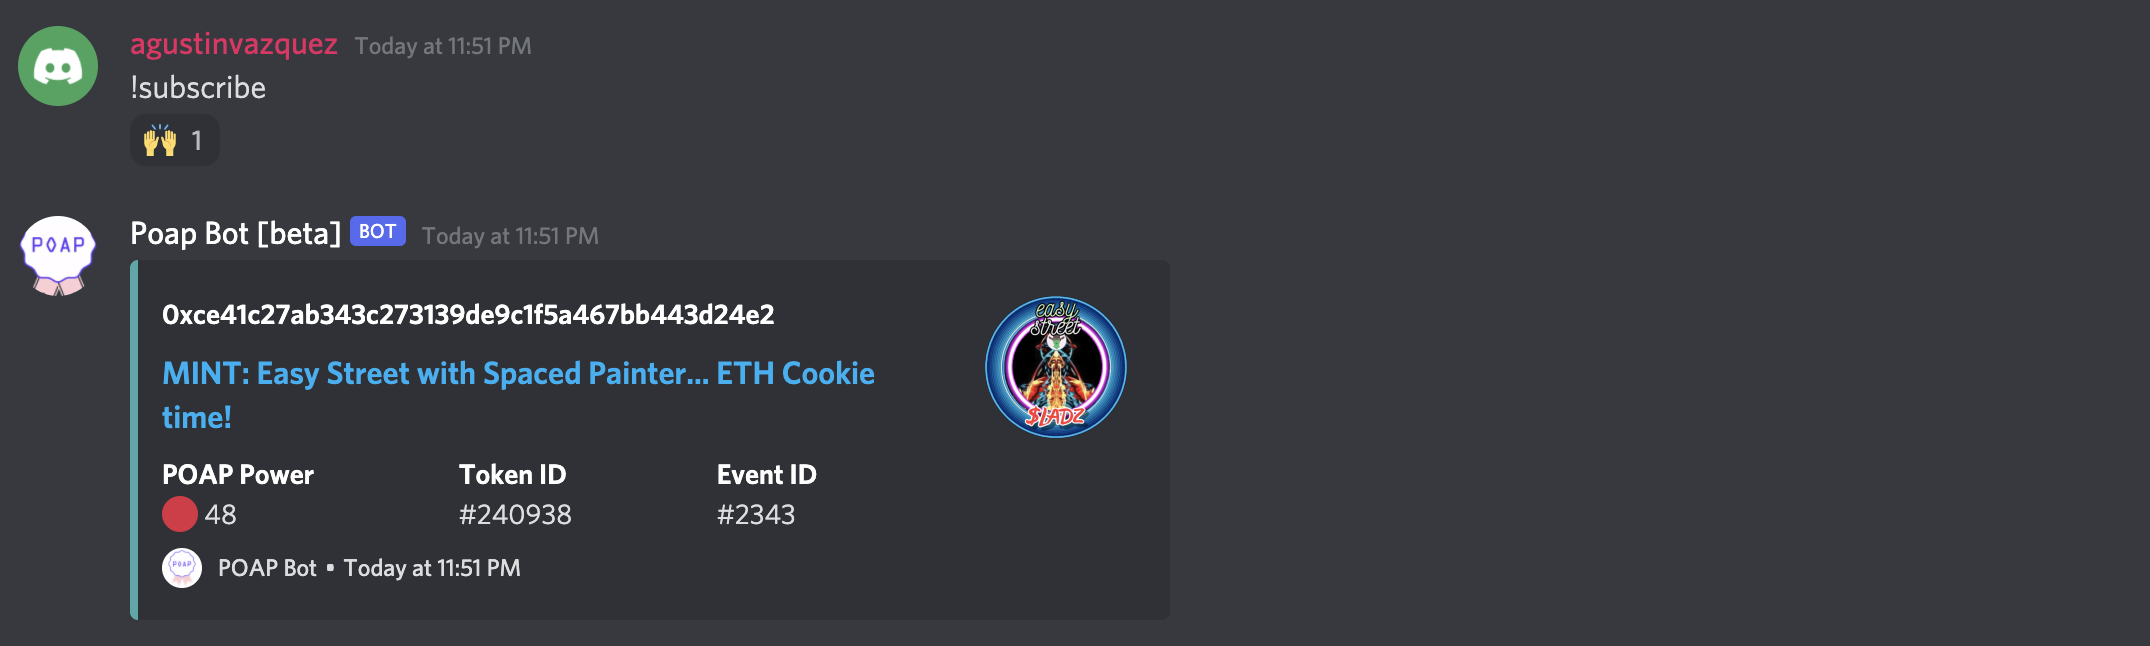 agustinvazquez Today at 11:51 PM
!subscribe
1
POAP
Poap Bot [beta] BOT Today at 11:51 PM
0xce41c27ab343c273139de9c1f5a467bb443d24e2
easy
street
$LADZ
MINT: Easy Street with Spaced Painter... ETH Cookie
time!
POAP Power Token ID Event ID
48 #240938 #2343
POAP
POAP Bot • Today at 11:51 PM